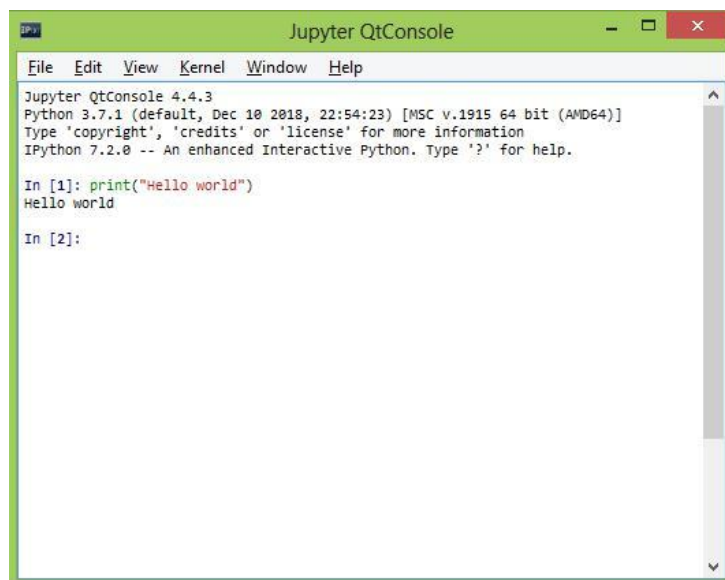 IP[y]:
Jupyter QtConsole
File Edit View Kernel Window Help
Jupyter QtConsole 4.4.3
Python 3.7.1 (default, Dec 10 2018, 22:54:23) [MSC v.1915 64 bit (AMD64)]
Type 'copyright', 'credits' or 'license' for more information
IPython 7.2.0 -- An enhanced Interactive Python. Type '?' for help.
In [1]: print("Hello world")
Hello world
In [2]: